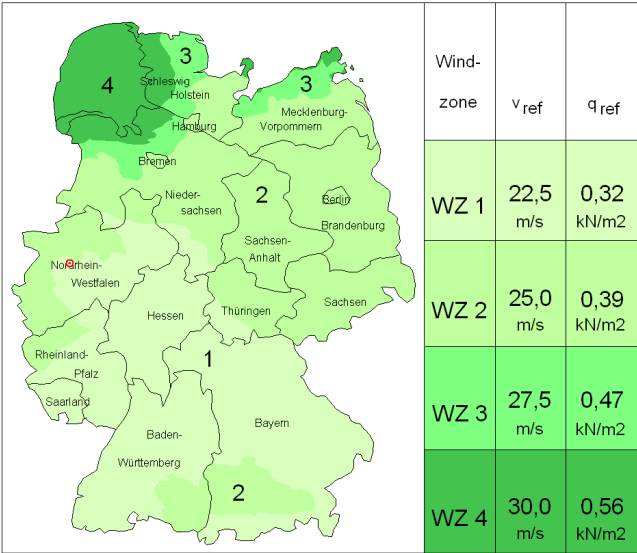 3
3
4
Schleswig
Holstein
Mecklenburg-
Vorpommern
Hamburg
Bremen
Nieder-
sachsen
2
Berlin
Brandenburg
Sachsen-
Anhalt
Nordrhein-
Westfalen
Sachsen
Thüringen
Hessen
Rheinland-
Pfalz
1
Saarland
Bayern
Baden-
Württemberg
2
Wind-
zone
v ref
q ref
WZ 1
22,5
m/s
0,32
kN/m2
WZ 2
25,0
m/s
0,39
kN/m2
WZ 3
27,5
m/s
0,47
kN/m2
WZ 4
30,0
m/s
0,56
kN/m2